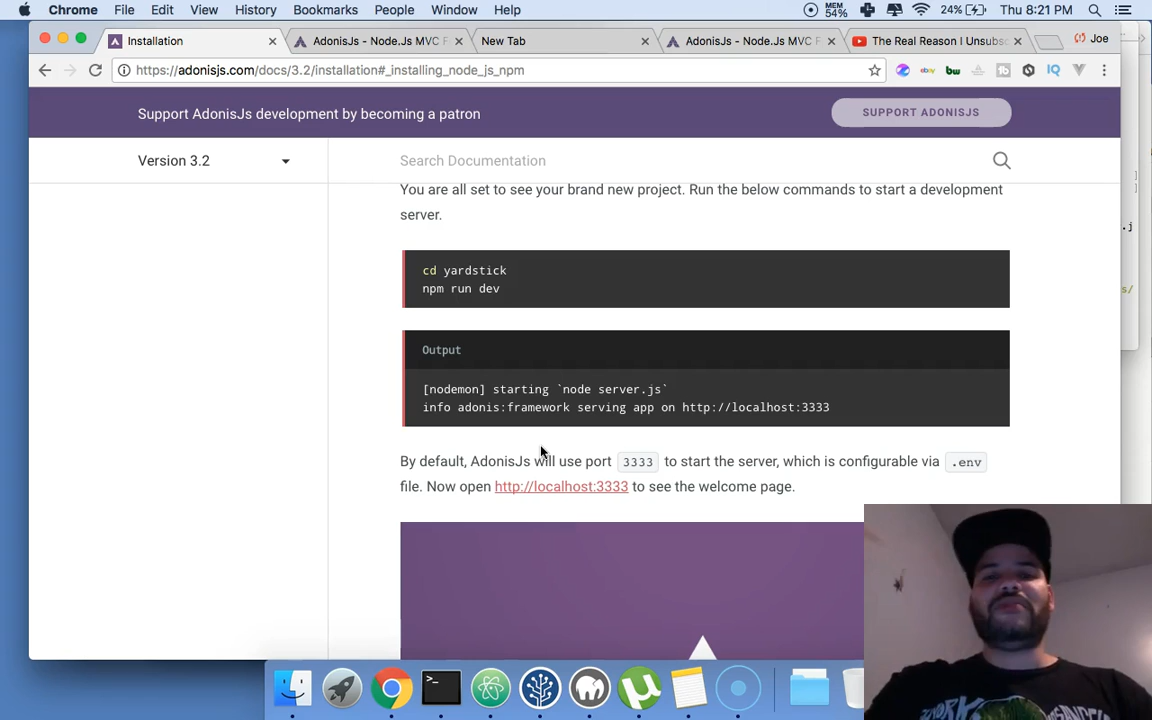 Chrome File Edit View History Bookmarks People Window Help MEM 54% 24% Thu 8:21 PM
Installation AdonisJs - Node.Js MVC F New Tab AdonisJs - Node.Js MVC F The Real Reason I Unsubsc Joe
https://adonisjs.com/docs/3.2/installation#_installing_node_js_npm ebay bw IQ
Support AdonisJs development by becoming a patron SUPPORT ADONISJS
Version 3.2 Search Documentation
You are all set to see your brand new project. Run the below commands to start a development
server.
cd yardstick
npm run dev
Output
[nodemon] starting `node server.js`
info adonis:framework serving app on http://localhost:3333
By default, AdonisJs will use port 3333 to start the server, which is configurable via .env
file. Now open http://localhost:3333 to see the welcome page.